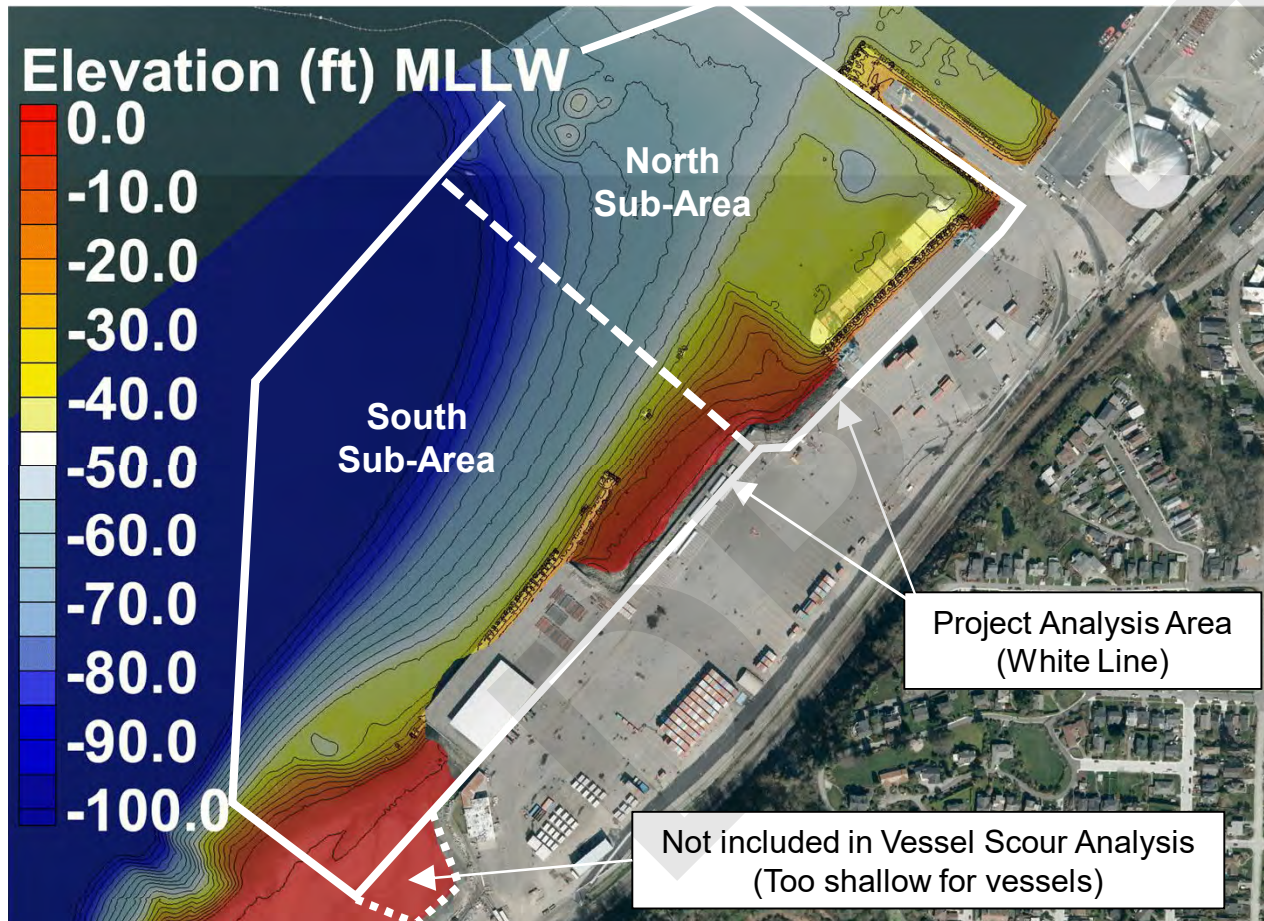 Elevation (ft) MLLW
0.0
-10.0
-20.0
-30.0
-40.0
-50.0
-60.0
-70.0
-80.0
-90.0
-100.0
North
Sub-Area
South
Sub-Area
Project Analysis Area
(White Line)
Not included in Vessel Scour Analysis
(Too shallow for vessels)